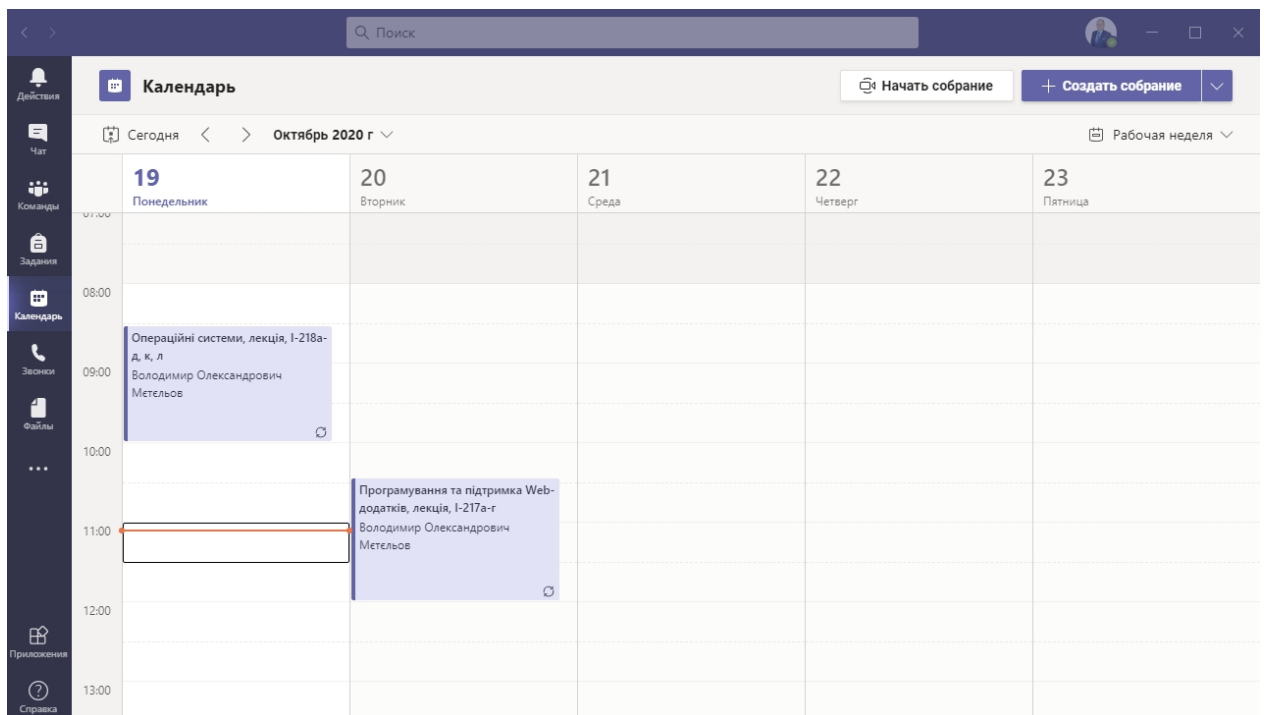 Поиск
Действия
Чат
Команды
Задания
Календарь
Звонки
Файлы
Приложения
Справка
Календарь
Начать собрание
Создать собрание
Сегодня
Октябрь 2020 г
Рабочая неделя
19
Понедельник
20
Вторник
21
Среда
22
Четверг
23
Пятница
07:00
08:00
09:00
10:00
11:00
12:00
13:00
Операційні системи, лекція, І-218а-
д, к, л
Володимир Олександрович
Мєтєльов
Програмування та підтримка Web-
додатків, лекція, І-217а-г
Володимир Олександрович
Мєтєльов